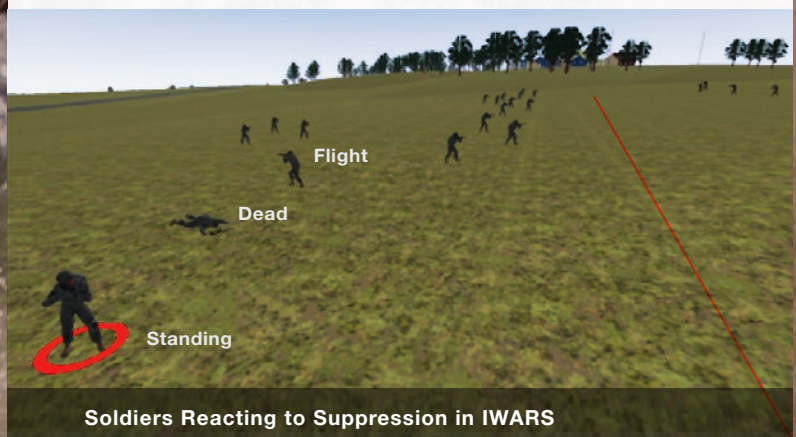 Flight
Dead
Standing
Soldiers Reacting to Suppression in IWARS